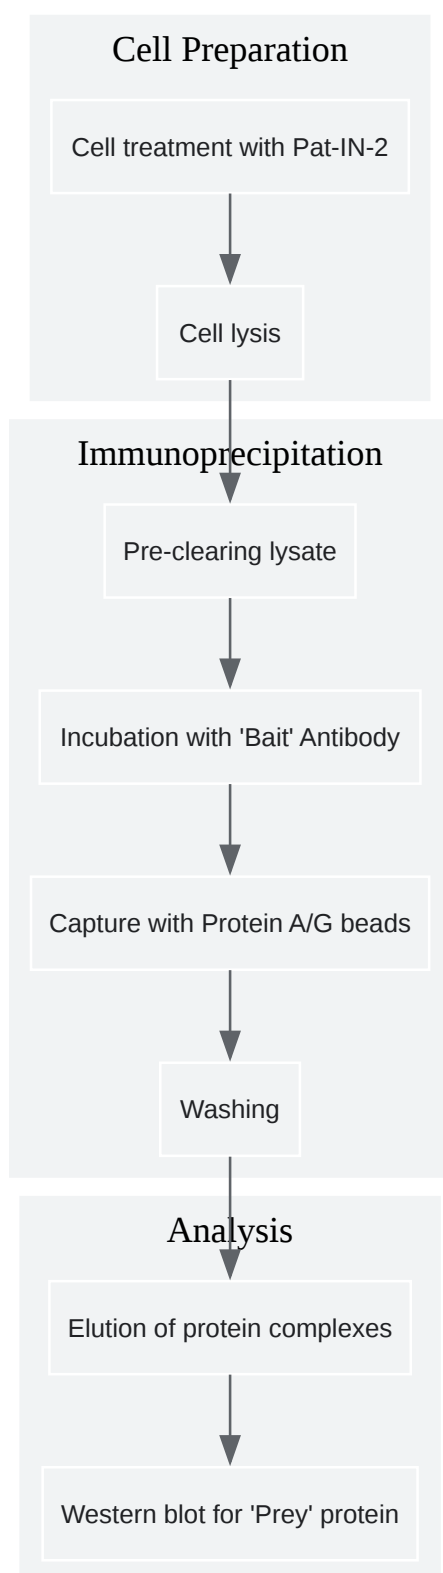 Cell Preparation
Cell treatment with Pat-IN-2
Cell lysis
Immunoprecipitation
Pre-clearing lysate
Incubation with 'Bait' Antibody
Capture with Protein A/G beads
Washing
Analysis
Elution of protein complexes
Western blot for 'Prey' protein